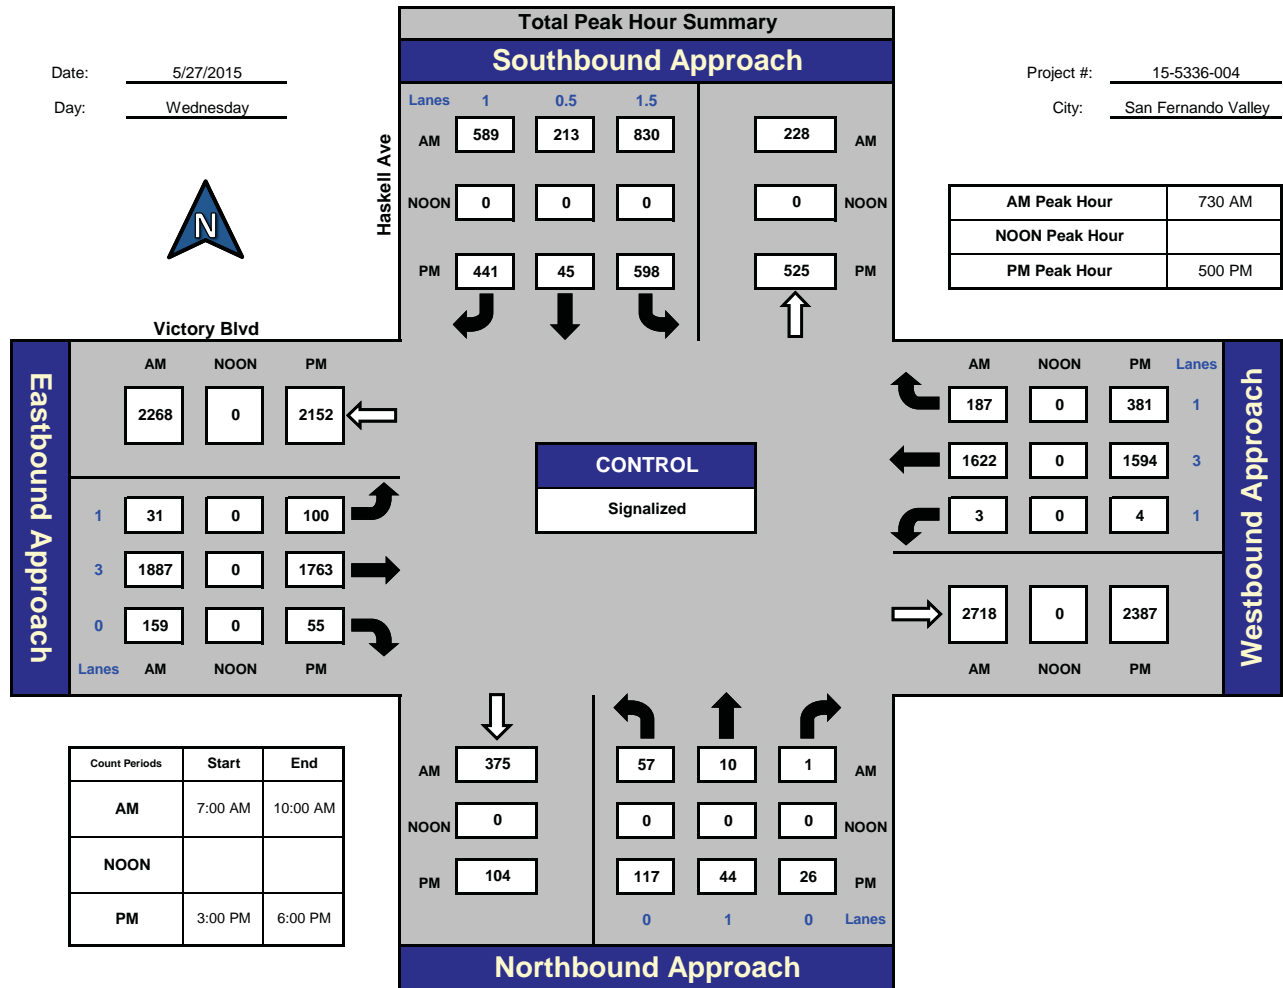 Total Peak Hour Summary
Southbound Approach
Date: 5/27/2015
Day: Wednesday
Project #: 15-5336-004
City: San Fernando Valley
N
Haskell Ave
Lanes 1 0.5 1.5
AM 589 213 830 228 AM
NOON 0 0 0 0 NOON
PM 441 45 598 525 PM
AM Peak Hour 730 AM
NOON Peak Hour
PM Peak Hour 500 PM
Victory Blvd
Eastbound Approach
AM NOON PM
2268 0 2152
1 31 0 100
3 1887 0 1763
0 159 0 55
Lanes AM NOON PM
CONTROL
Signalized
AM NOON PM Lanes
187 0 381 1
1622 0 1594 3
3 0 4 1
2718 0 2387
AM NOON PM
Westbound Approach
Count Periods Start End
AM 7:00 AM 10:00 AM
NOON
PM 3:00 PM 6:00 PM
AM 375 57 10 1 AM
NOON 0 0 0 0 NOON
PM 104 117 44 26 PM
0 1 0 Lanes
Northbound Approach